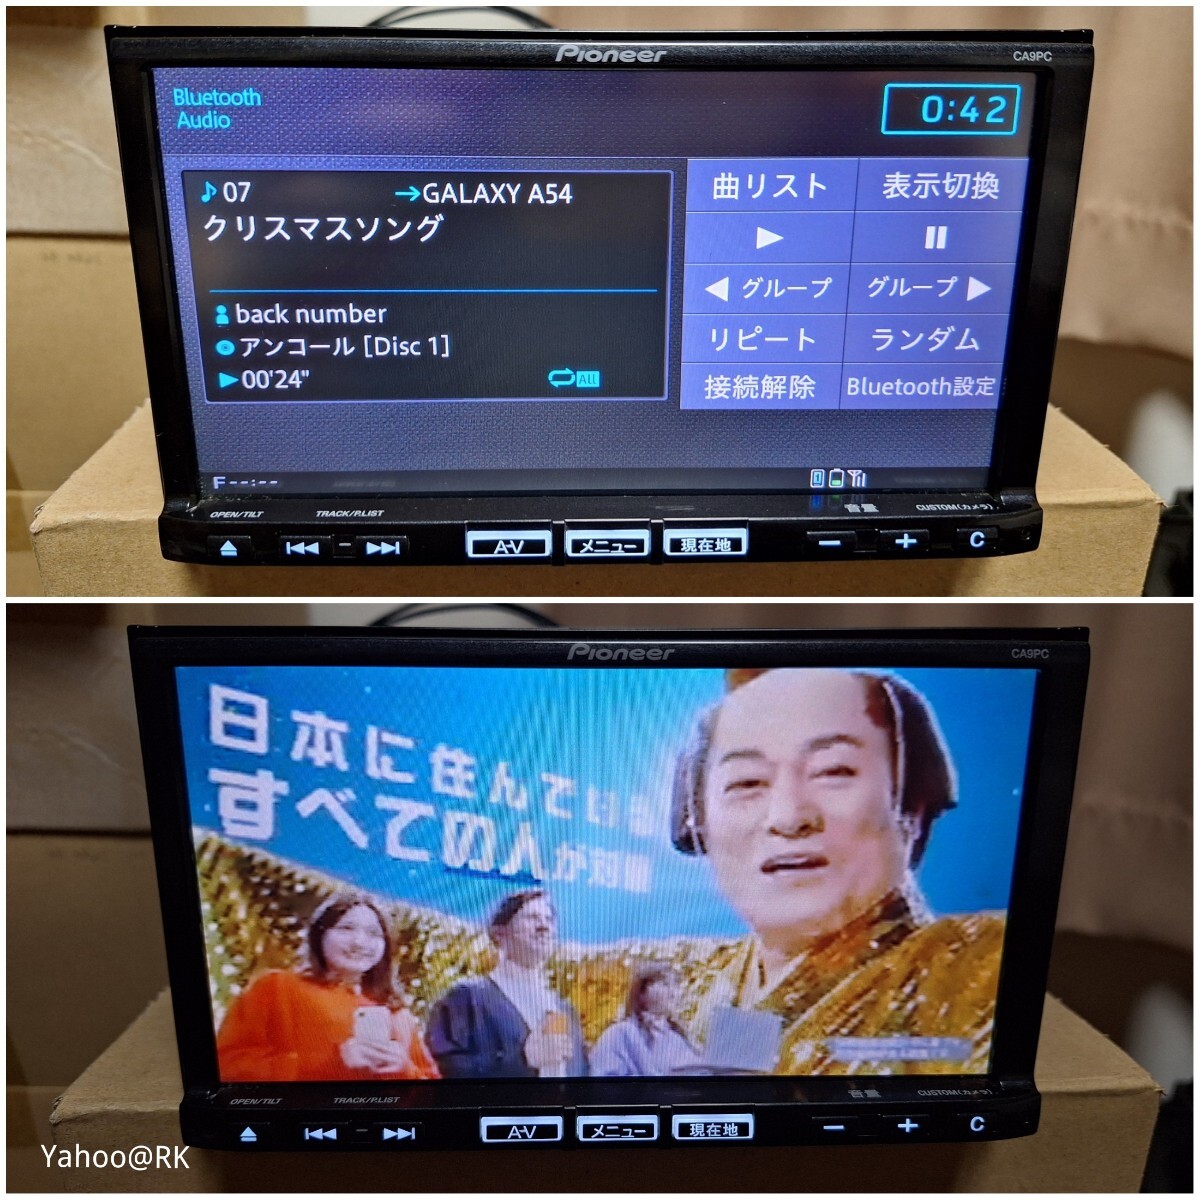 Pioneer
CA9PC
Bluetooth
Audio
0:42
07
→GALAXY A54
クリスマスソング
back number
アンコール [Disc 1]
00'24"
ALL
曲リスト
表示切換
グループ
グループ
リピート
ランダム
接続解除
Bluetooth設定
F--:--
OPEN/TILT
TRACK/P.LIST
音量
CUSTOM(カメラ)
A-V
メニュー
現在地
－
＋
C
Pioneer
CA9PC
日本に住んでいる
すべての人が対象
OPEN/TILT
TRACK/P.LIST
音量
CUSTOM(カメラ)
A-V
メニュー
現在地
－
＋
C
Yahoo@RK